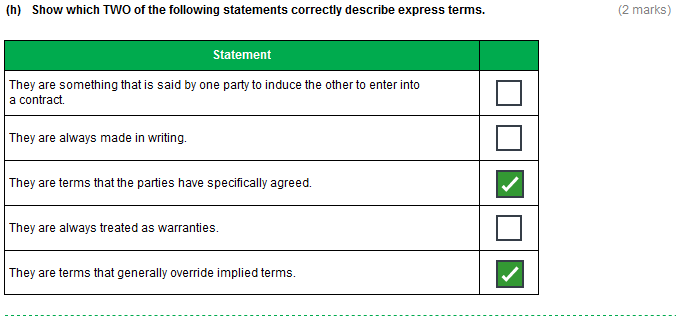 (h) Show which TWO of the following statements correctly describe express terms. (2 marks)
Statement
They are something that is said by one party to induce the other to enter into
a contract.
They are always made in writing.
They are terms that the parties have specifically agreed.
They are always treated as warranties.
They are terms that generally override implied terms.